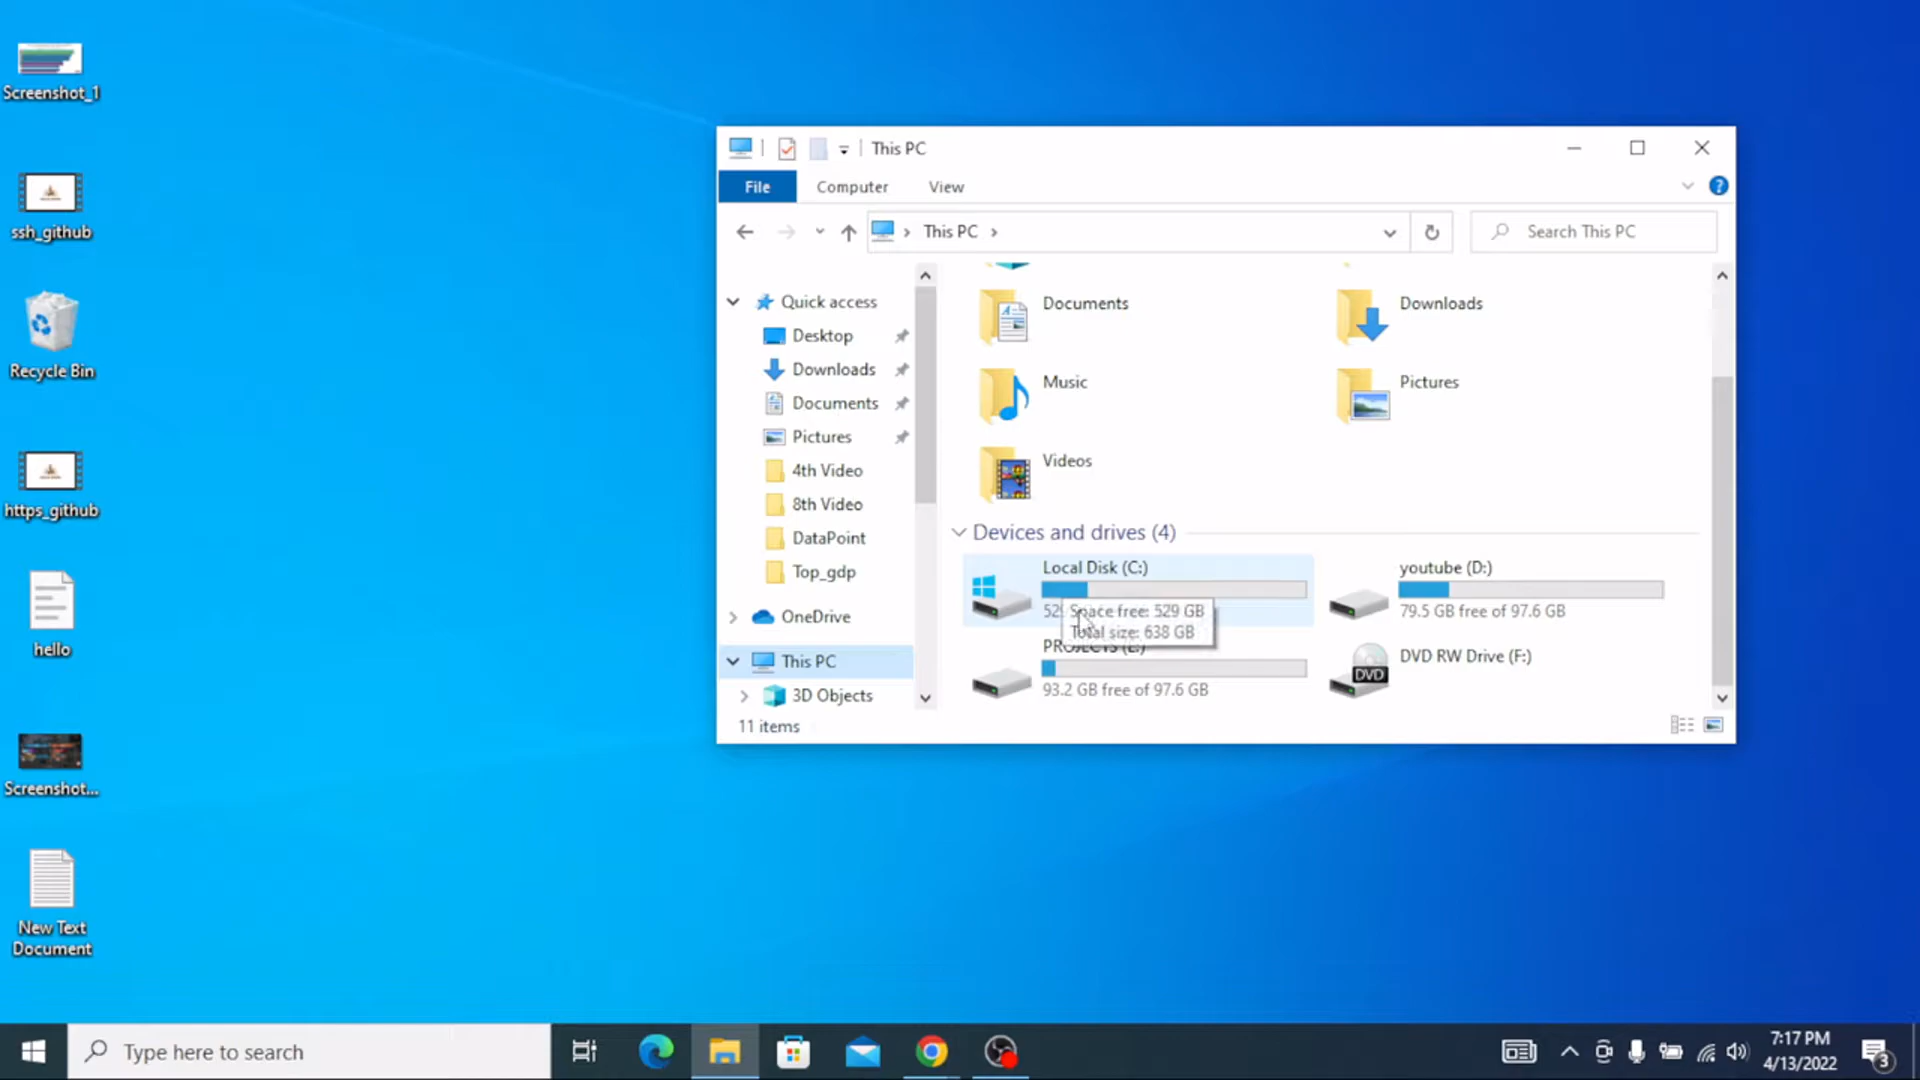 Screenshot_1
ssh_github
Recycle Bin
https_github
hello
Screenshot...
New Text
Document
This PC
File
Computer
View
This PC
Search This PC
Quick access
Desktop
Downloads
Documents
Pictures
4th Video
8th Video
DataPoint
Top_gdp
OneDrive
This PC
3D Objects
Documents
Downloads
Music
Pictures
Videos
Devices and drives (4)
Local Disk (C:)
Space free: 529 GB
Total size: 638 GB
youtube (D:)
79.5 GB free of 97.6 GB
PROJECTS (E:)
93.2 GB free of 97.6 GB
DVD RW Drive (F:)
DVD
11 items
Type here to search
7:17 PM
4/13/2022
3